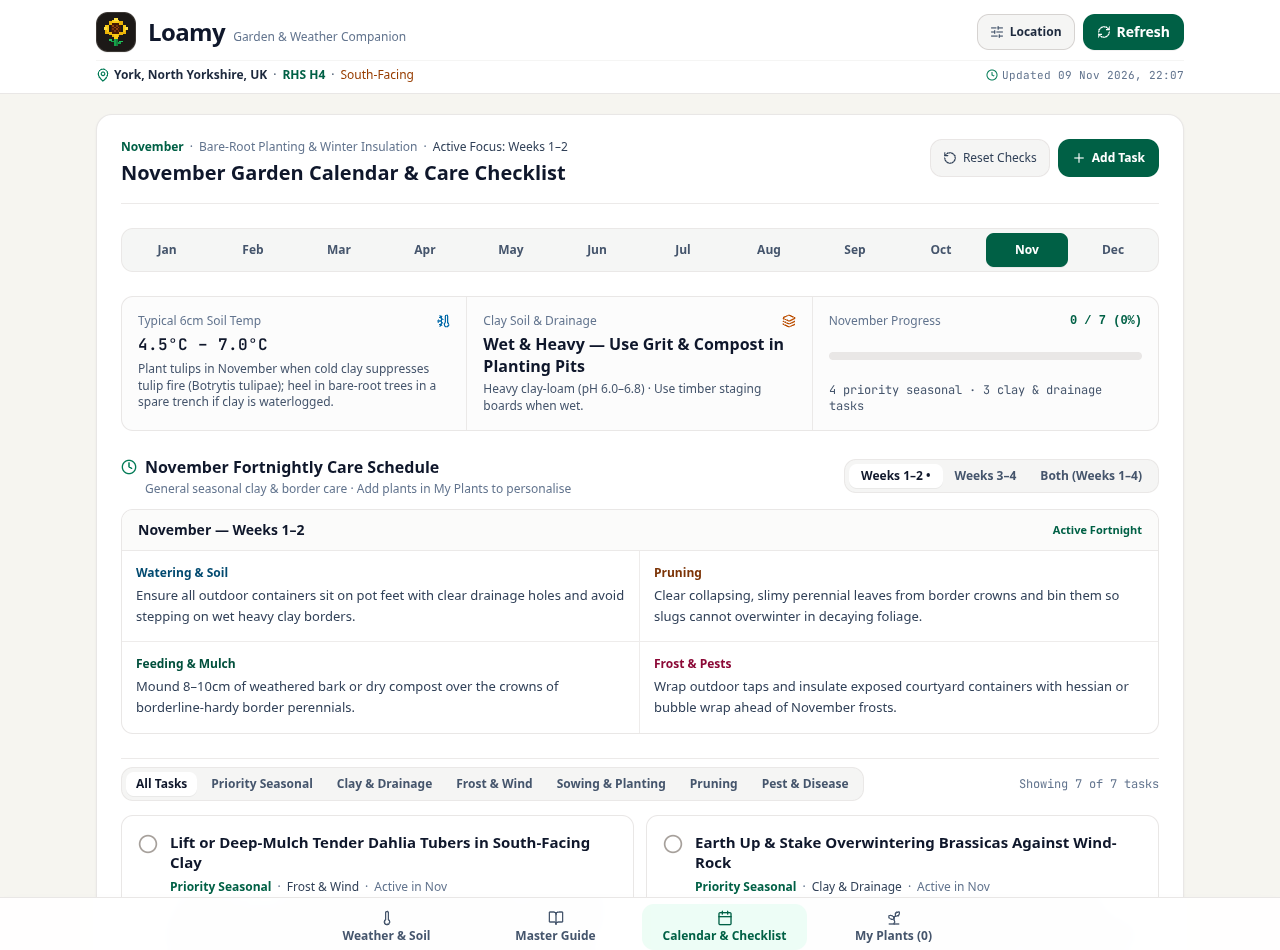 Loamy Garden & Weather Companion
Location
Refresh
York, North Yorkshire, UK · RHS H4 · South-Facing
Updated 09 Nov 2026, 22:07
November · Bare-Root Planting & Winter Insulation · Active Focus: Weeks 1–2
November Garden Calendar & Care Checklist
Reset Checks
Add Task
Jan Feb Mar Apr May Jun Jul Aug Sep Oct Nov Dec
Typical 6cm Soil Temp
4.5°C – 7.0°C
Plant tulips in November when cold clay suppresses
tulip fire (Botrytis tulipae); heel in bare-root trees in a
spare trench if clay is waterlogged.
Clay Soil & Drainage
Wet & Heavy — Use Grit & Compost in
Planting Pits
Heavy clay-loam (pH 6.0–6.8) · Use timber staging
boards when wet.
November Progress
0 / 7 (0%)
4 priority seasonal · 3 clay & drainage
tasks
November Fortnightly Care Schedule
General seasonal clay & border care · Add plants in My Plants to personalise
Weeks 1–2 • Weeks 3–4 Both (Weeks 1–4)
November — Weeks 1–2
Active Fortnight
Watering & Soil
Ensure all outdoor containers sit on pot feet with clear drainage holes and avoid
stepping on wet heavy clay borders.
Pruning
Clear collapsing, slimy perennial leaves from border crowns and bin them so
slugs cannot overwinter in decaying foliage.
Feeding & Mulch
Mound 8–10cm of weathered bark or dry compost over the crowns of
borderline-hardy border perennials.
Frost & Pests
Wrap outdoor taps and insulate exposed courtyard containers with hessian or
bubble wrap ahead of November frosts.
All Tasks Priority Seasonal Clay & Drainage Frost & Wind Sowing & Planting Pruning Pest & Disease
Showing 7 of 7 tasks
Lift or Deep-Mulch Tender Dahlia Tubers in South-Facing
Clay
Priority Seasonal · Frost & Wind · Active in Nov
Earth Up & Stake Overwintering Brassicas Against Wind-
Rock
Priority Seasonal · Clay & Drainage · Active in Nov
Weather & Soil
Master Guide
Calendar & Checklist
My Plants (0)